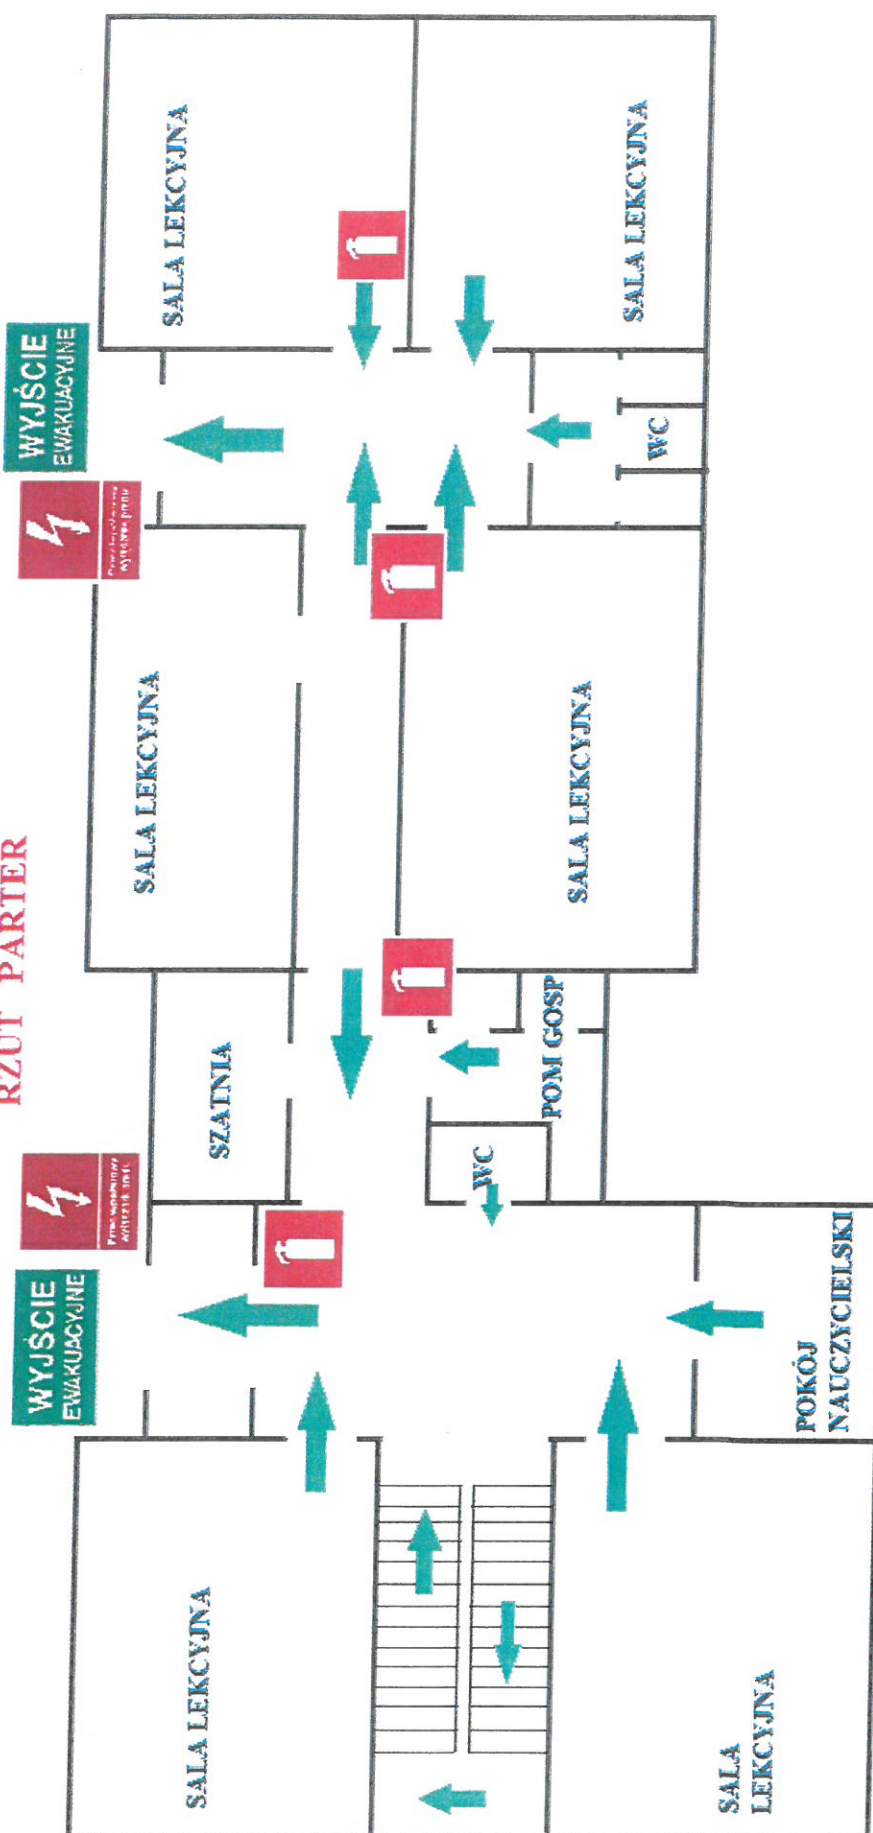 RZUT PARTER
WYJŚCIE
EWAKUACYJNE
WYJŚCIE
EWAKUACYJNE
SALA LEKCYJNA
SZATNIA
SALA LEKCYJNA
SALA LEKCYJNA
SALA
LEKCYJNA
POKÓJ
NAUCZYCIELSKI
WC
POM GOSP
SALA LEKCYJNA
WC
SALA LEKCYJNA